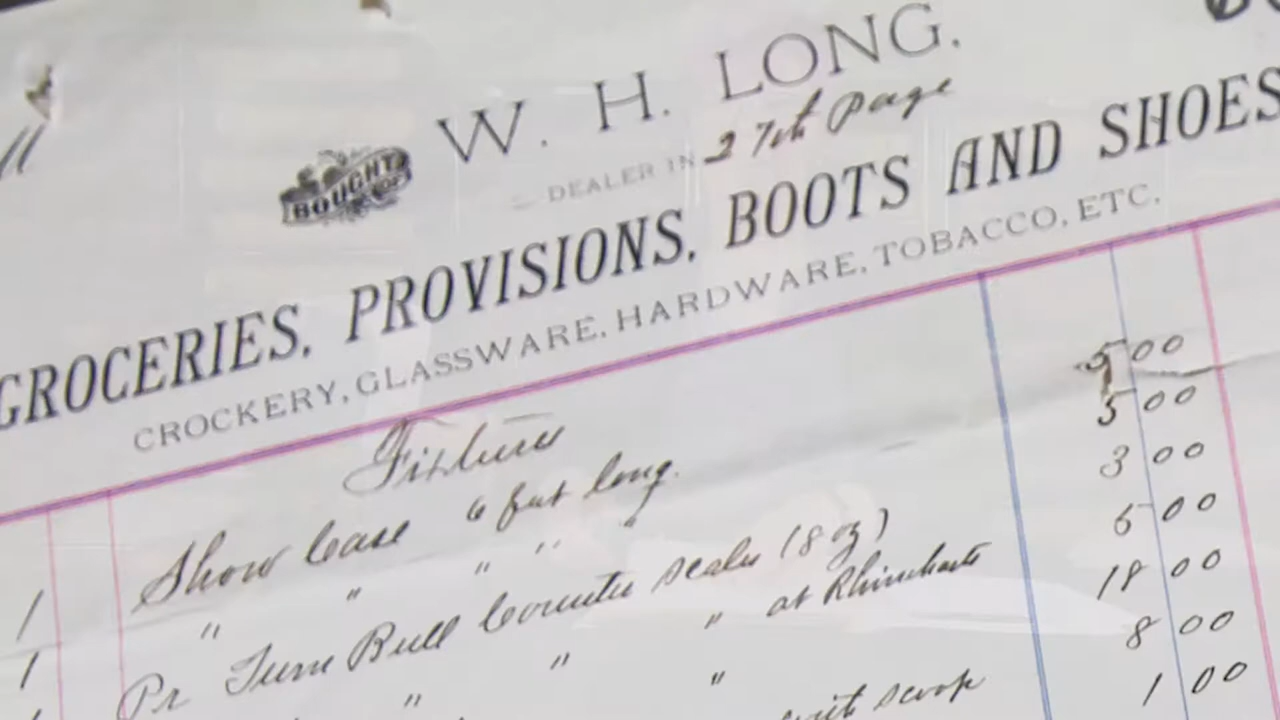 W. H. LONG.
BOUGHT OF
DEALER IN 27th page
GROCERIES, PROVISIONS, BOOTS AND SHOES
CROCKERY, GLASSWARE, HARDWARE, TOBACCO, ETC.
Fixtures
1 Show Case 6 feet long. 5 00
1 " " " " " 5 00
Pr Turn Bull Counter scales (8 oz) 3 00
" " " at Rhineharts 6 00
18 00
" 8 00
scoop 1 00